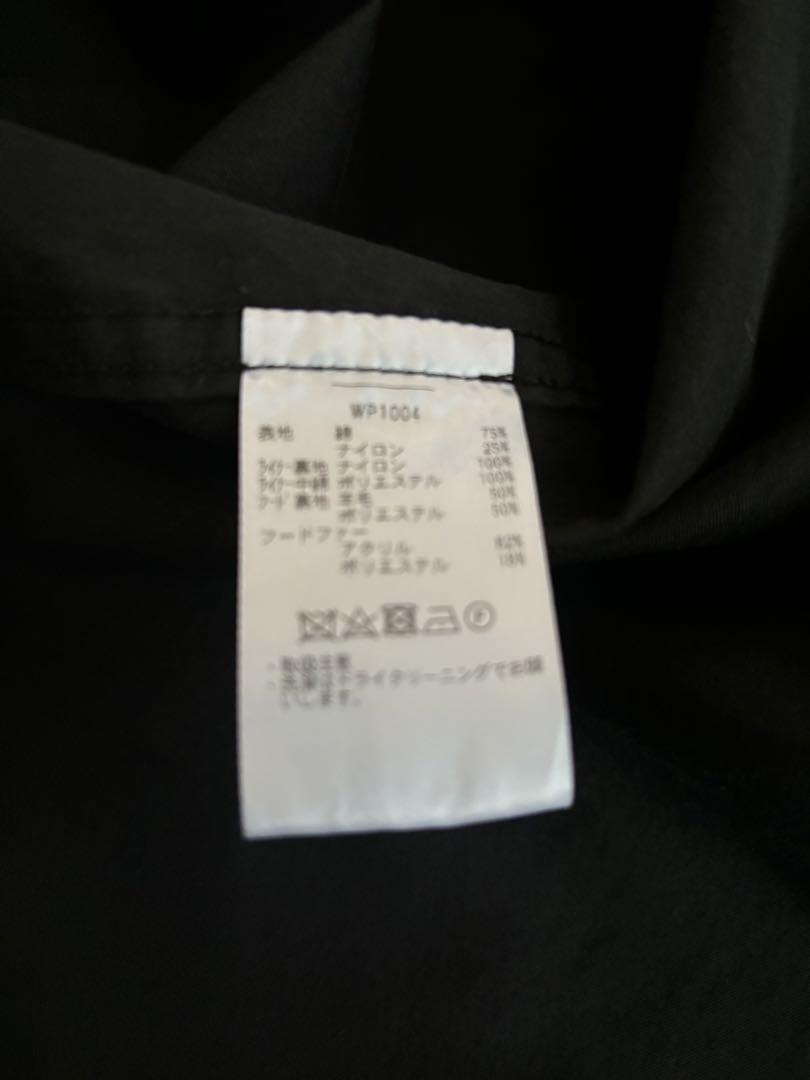 WP1004
表地 綿 75%
ナイロン 25%
ライナー裏地 ナイロン 100%
ライナー中綿 ポリエステル 100%
フード裏地 羊毛 50%
ポリエステル 50%
フードファー
アクリル 82%
ポリエステル 18%
F
・取扱注意
・洗濯はドライクリーニングでお願
いします。